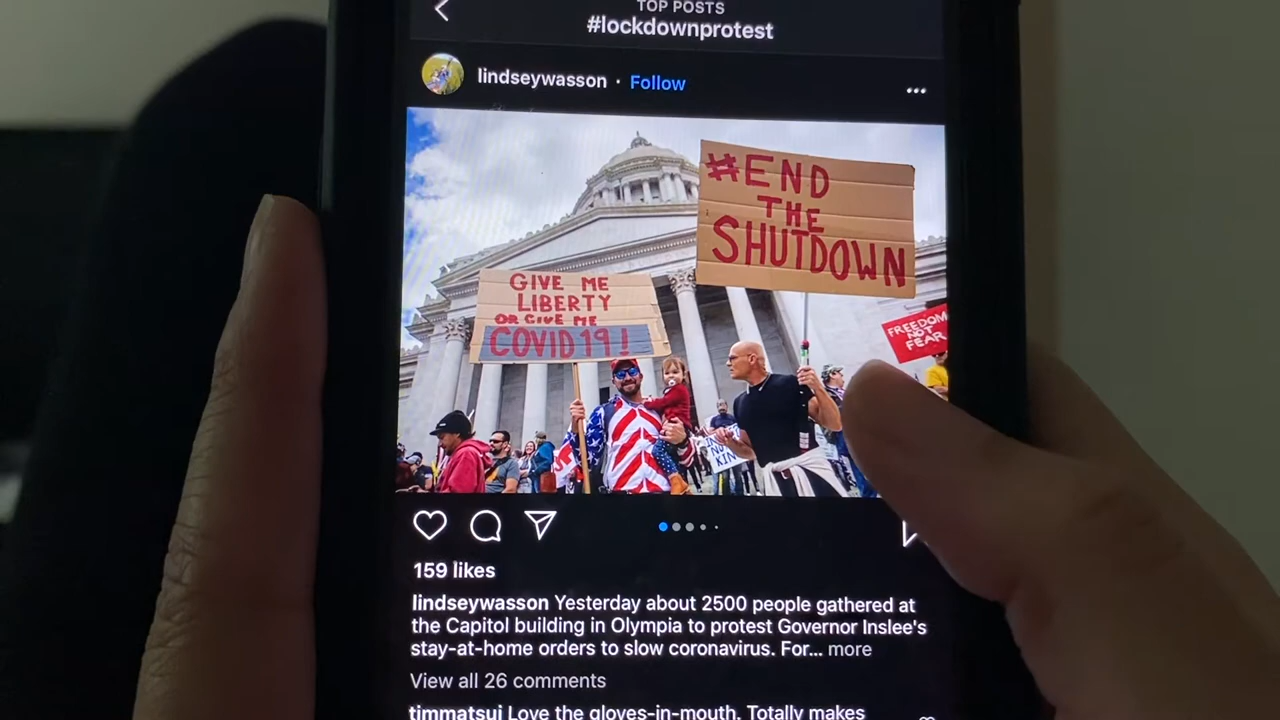 TOP POSTS
#lockdownprotest
lindseywasson · Follow
#END
THE
SHUTDOWN
GIVE ME
LIBERTY
OR GIVE ME
COVID19!
FREEDOM
NOT
FEAR
159 likes
lindseywasson Yesterday about 2500 people gathered at
the Capitol building in Olympia to protest Governor Inslee's
stay-at-home orders to slow coronavirus. For... more
View all 26 comments
timmatsui Love the gloves-in-mouth. Totally makes